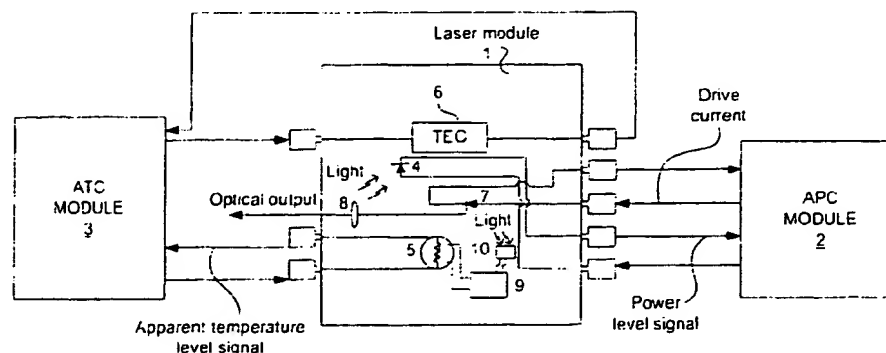 Laser module
1
6
TEC
Drive
current
ATC
MODULE
3
Light
4
Optical output
8
7
Light
10
5
9
APC
MODULE
2
Apparent temperature
level signal
Power
level signal